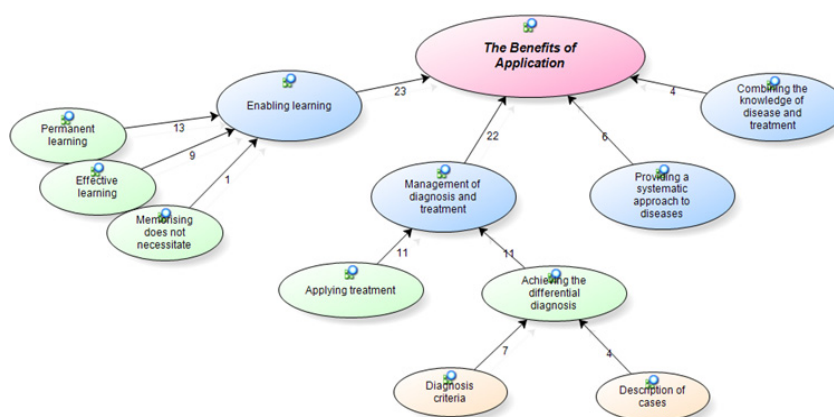 The Benefits of
Application
Enabling learning
23
4
Combining the
knowledge of
disease and
treatment
Permanent
learning
13
9
1
22
6
Effective
learning
Management of
diagnosis and
treatment
Providing a
systematic
approach to
diseases
Memorising does not
necessitate
11
11
Applying treatment
Achieving the
differential
diagnosis
7
4
Diagnosis
criteria
Description of
cases